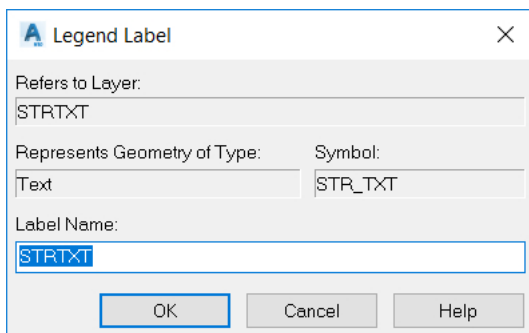 Legend Label
Refers to Layer:
STRTXT
Represents Geometry of Type: Symbol:
Text STR_TXT
Label Name:
STRTXT
OK Cancel Help